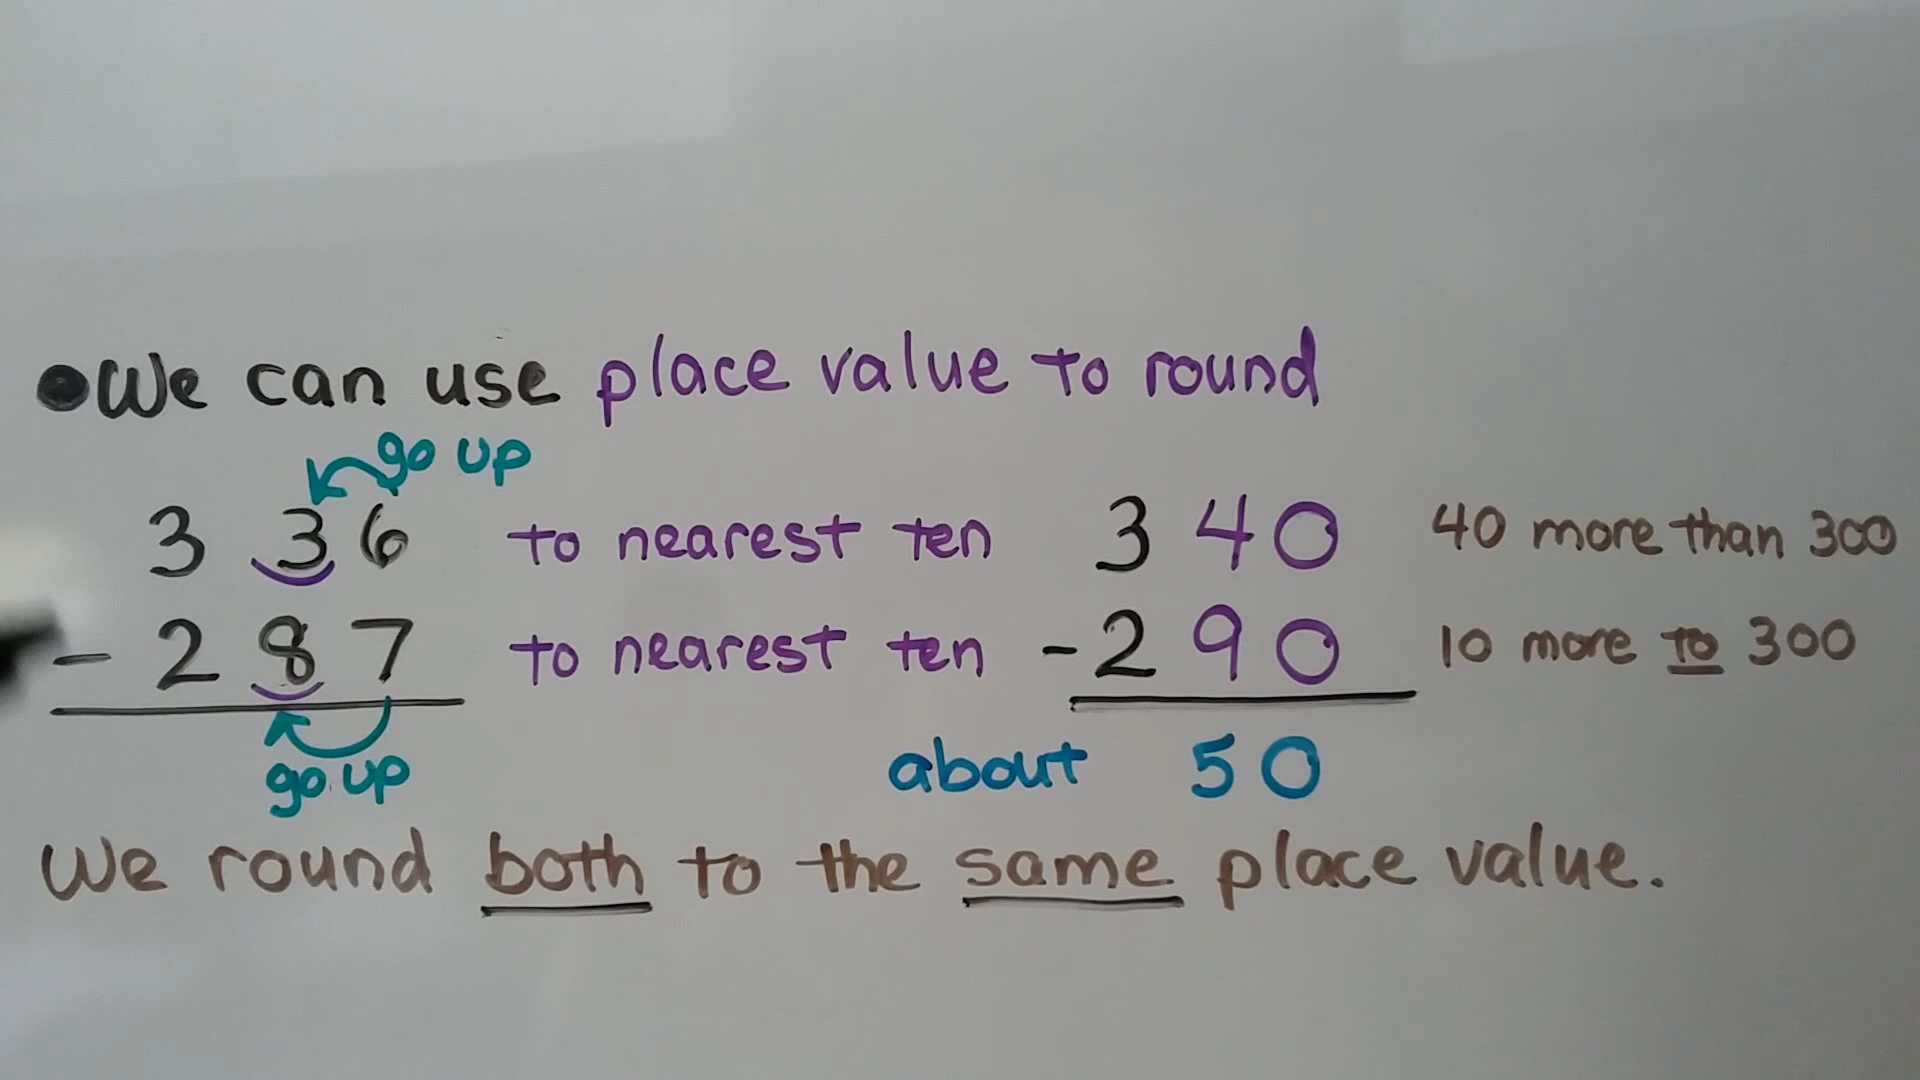 ●We can use place value to round
go up
3 3 6 to nearest ten 3 4 0 40 more than 300
- 2 8 7 to nearest ten - 2 9 0 10 more to 300
go up about 5 0
We round both to the same place value.